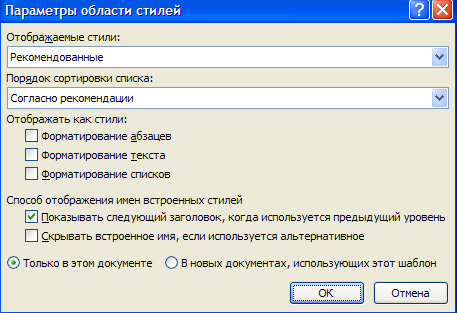 Параметры области стилей
Отображаемые стили:
Рекомендованные
Порядок сортировки списка:
Согласно рекомендации
Отображать как стили:
Форматирование абзацев
Форматирование текста
Форматирование списков
Способ отображения имен встроенных стилей
Показывать следующий заголовок, когда используется предыдущий уровень
Скрывать встроенное имя, если используется альтернативное
Только в этом документе В новых документах, использующих этот шаблон
ОК Отмена